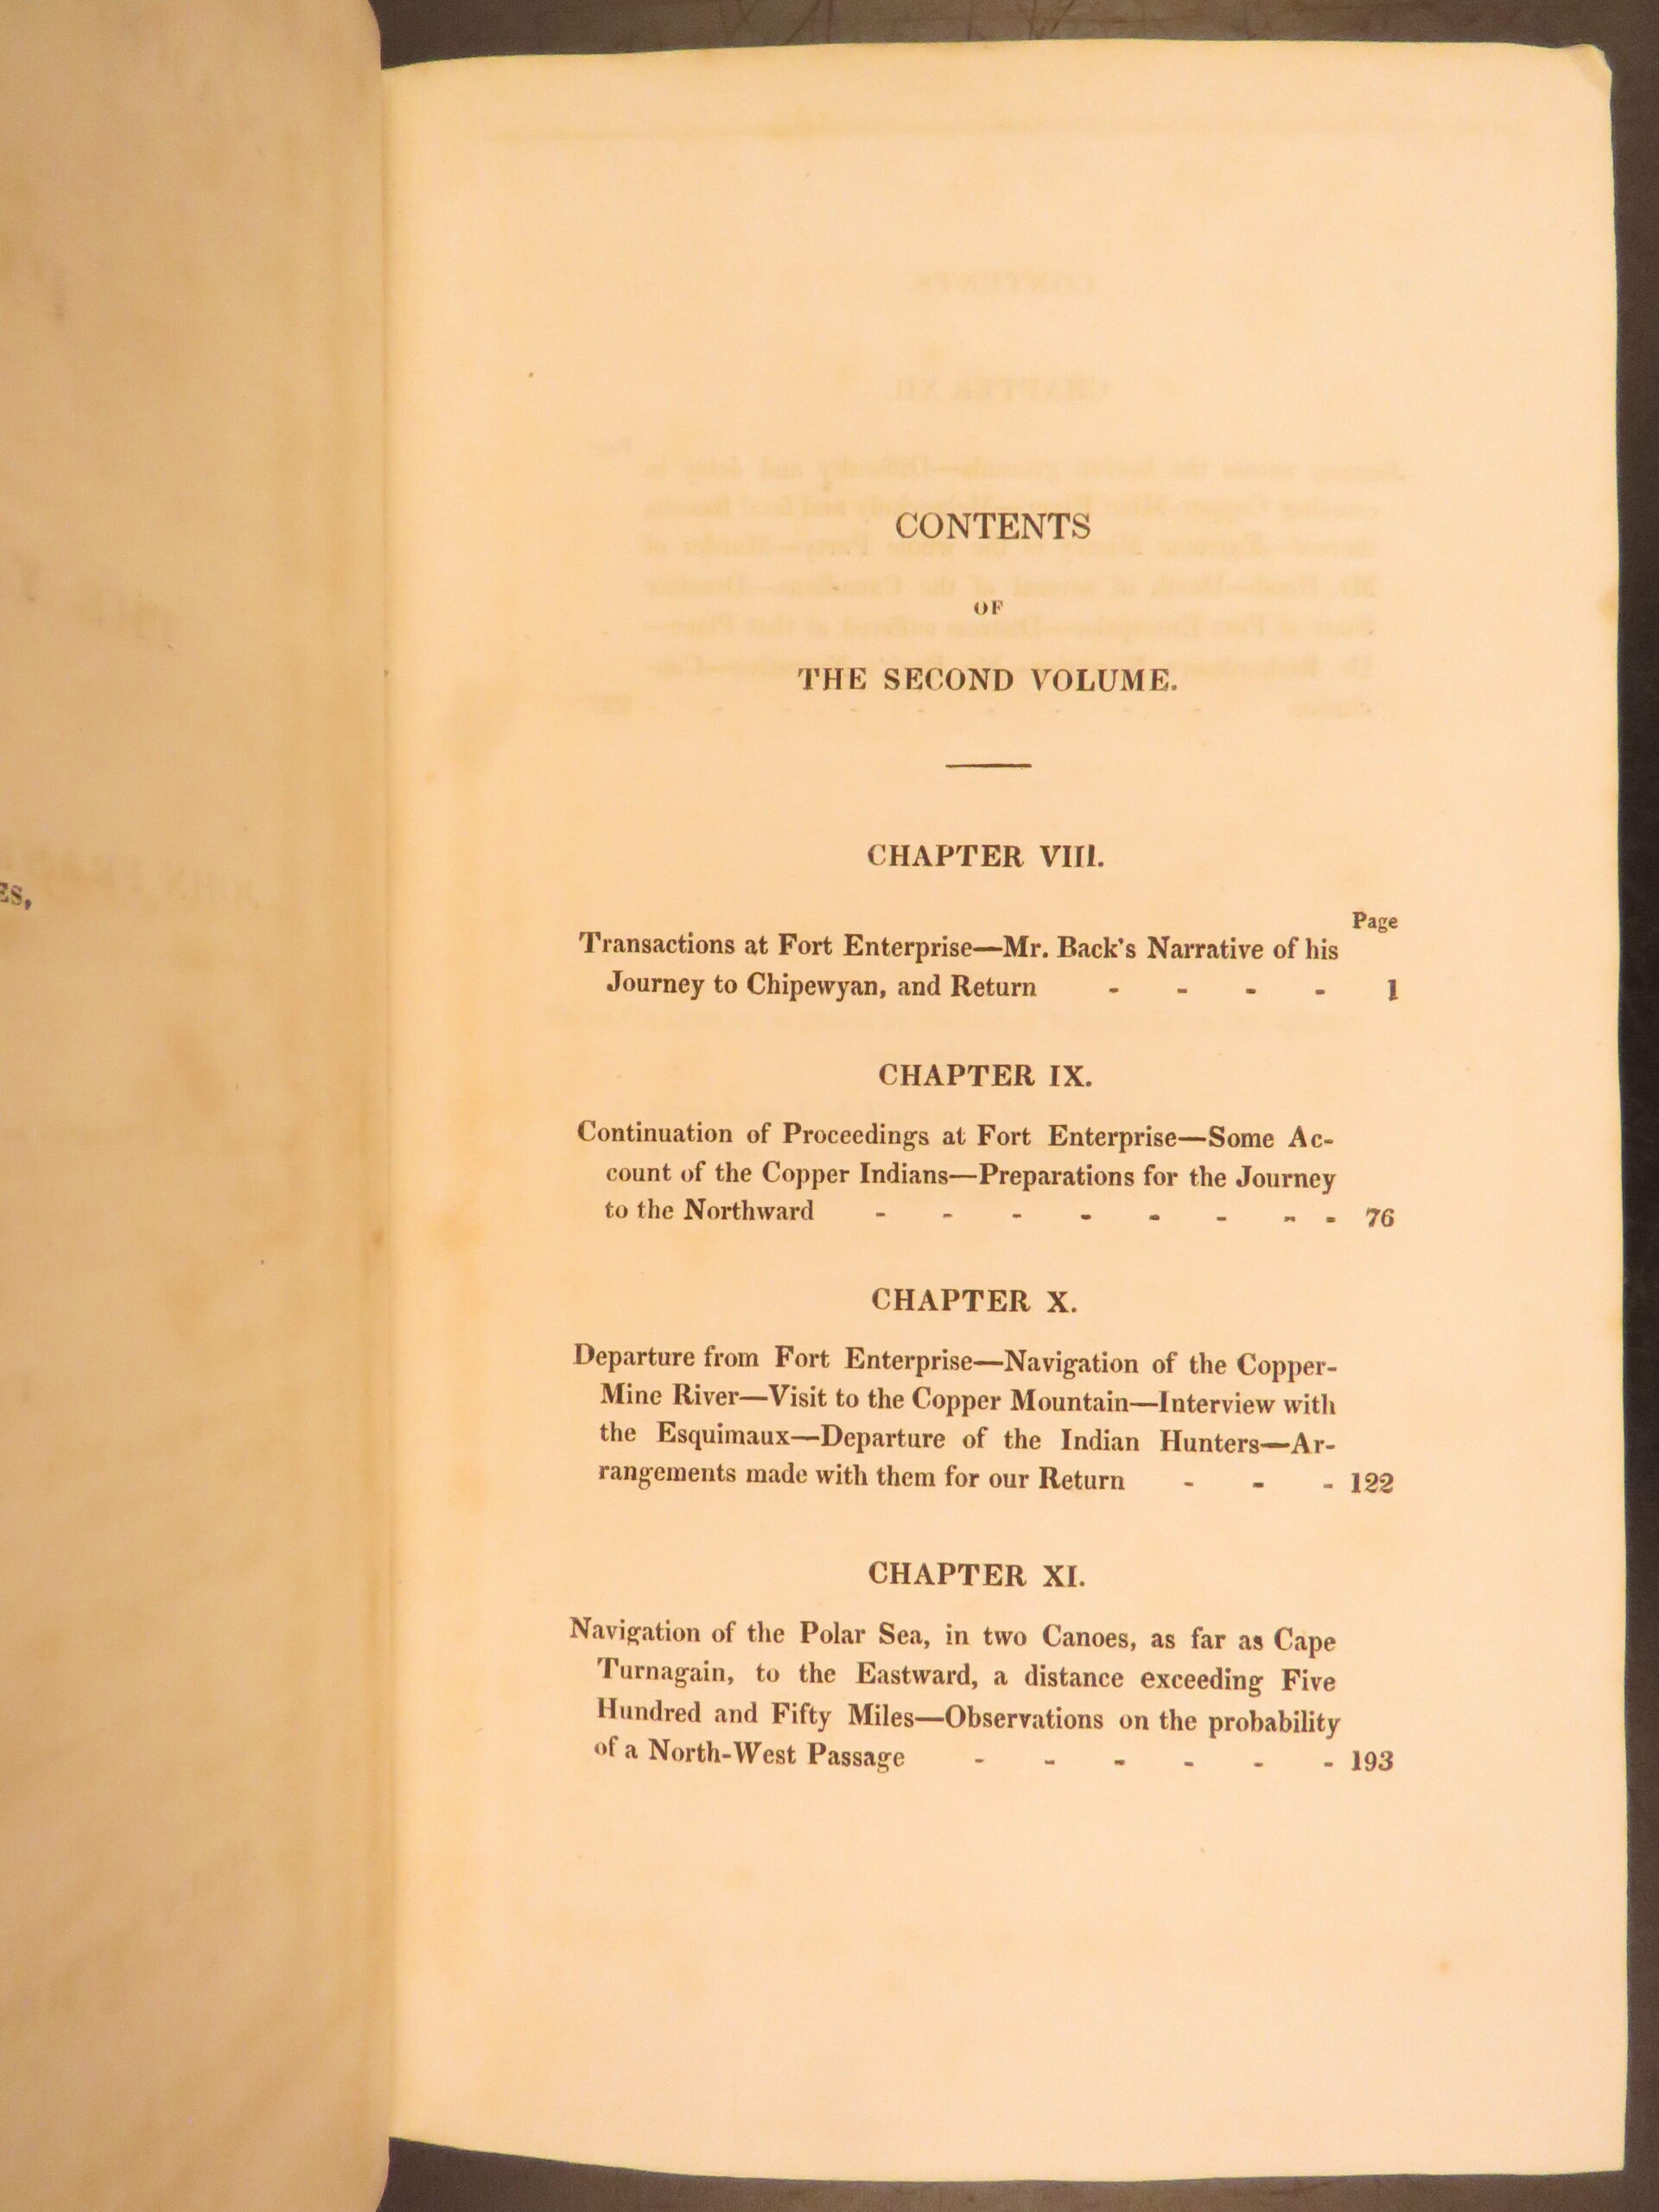 ES,
CONTENTS
OF
THE SECOND VOLUME.
CHAPTER VIII.
Page
Transactions at Fort Enterprise—Mr. Back's Narrative of his
Journey to Chipewyan, and Return - - - - 1
CHAPTER IX.
Continuation of Proceedings at Fort Enterprise—Some Ac-
count of the Copper Indians—Preparations for the Journey
to the Northward - - - - - - - - 76
CHAPTER X.
Departure from Fort Enterprise—Navigation of the Copper-
Mine River—Visit to the Copper Mountain—Interview with
the Esquimaux—Departure of the Indian Hunters—Ar-
rangements made with them for our Return - - - 122
CHAPTER XI.
Navigation of the Polar Sea, in two Canoes, as far as Cape
Turnagain, to the Eastward, a distance exceeding Five
Hundred and Fifty Miles—Observations on the probability
of a North-West Passage - - - - - - 193